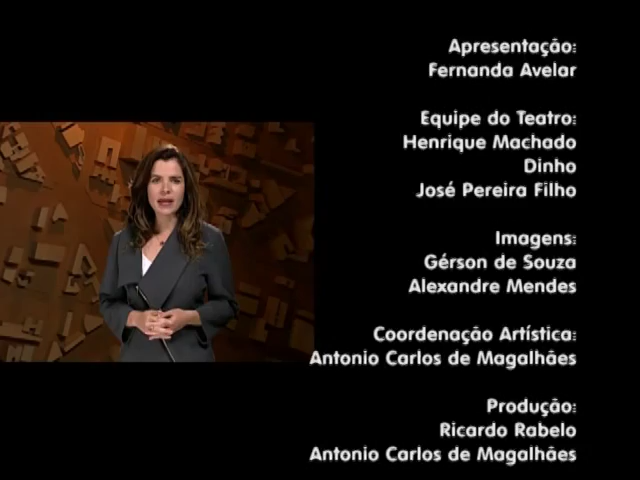 Apresentação:
Fernanda Avelar
Equipe do Teatro:
Henrique Machado
Dinho
José Pereira Filho
Imagens:
Gérson de Souza
Alexandre Mendes
Coordenação Artística:
Antonio Carlos de Magalhães
Produção:
Ricardo Rabelo
Antonio Carlos de Magalhães